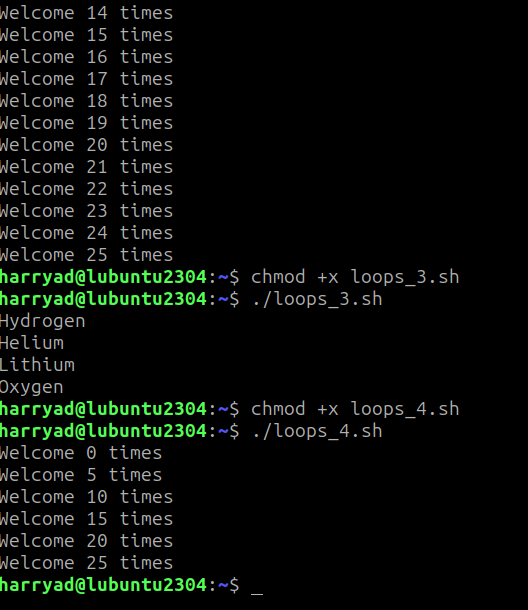 Welcome 14 times
Welcome 15 times
Welcome 16 times
Welcome 17 times
Welcome 18 times
Welcome 19 times
Welcome 20 times
Welcome 21 times
Welcome 22 times
Welcome 23 times
Welcome 24 times
Welcome 25 times
harryad@lubuntu2304:~$ chmod +x loops_3.sh
harryad@lubuntu2304:~$ ./loops_3.sh
Hydrogen
Helium
Lithium
Oxygen
harryad@lubuntu2304:~$ chmod +x loops_4.sh
harryad@lubuntu2304:~$ ./loops_4.sh
Welcome 0 times
Welcome 5 times
Welcome 10 times
Welcome 15 times
Welcome 20 times
Welcome 25 times
harryad@lubuntu2304:~$ _